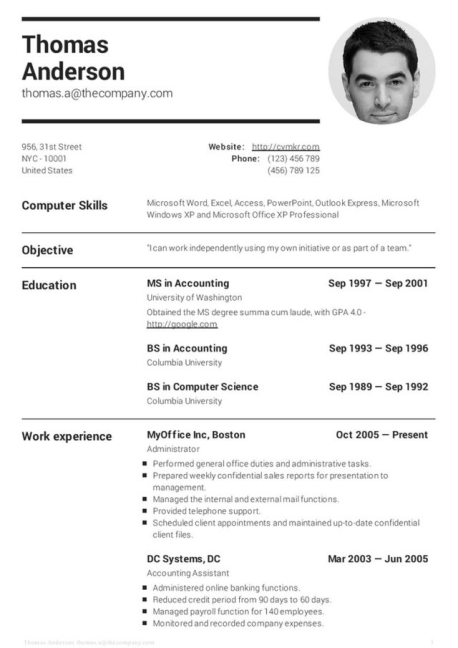 Thomas
Anderson
thomas.a@thecompany.com
956, 31st Street
NYC - 10001
United States
Website: http://cvmkr.com
Phone: (123) 456 789
(456) 789 125
Computer Skills
Microsoft Word, Excel, Access, PowerPoint, Outlook Express, Microsoft
Windows XP and Microsoft Office XP Professional
Objective
"I can work independently using my own initiative or as part of a team."
Education
MS in Accounting Sep 1997 — Sep 2001
University of Washington
Obtained the MS degree summa cum laude, with GPA 4.0 -
http://google.com
BS in Accounting Sep 1993 — Sep 1996
Columbia University
BS in Computer Science Sep 1989 — Sep 1992
Columbia University
Work experience
MyOffice Inc, Boston Oct 2005 — Present
Administrator
■ Performed general office duties and administrative tasks.
■ Prepared weekly confidential sales reports for presentation to
management.
■ Managed the internal and external mail functions.
■ Provided telephone support.
■ Scheduled client appointments and maintained up-to-date confidential
client files.
DC Systems, DC Mar 2003 — Jun 2005
Accounting Assistant
■ Administered online banking functions.
■ Reduced credit period from 90 days to 60 days.
■ Managed payroll function for 140 employees.
■ Monitored and recorded company expenses.
Thomas Anderson thomas.a@thecompany.com 1